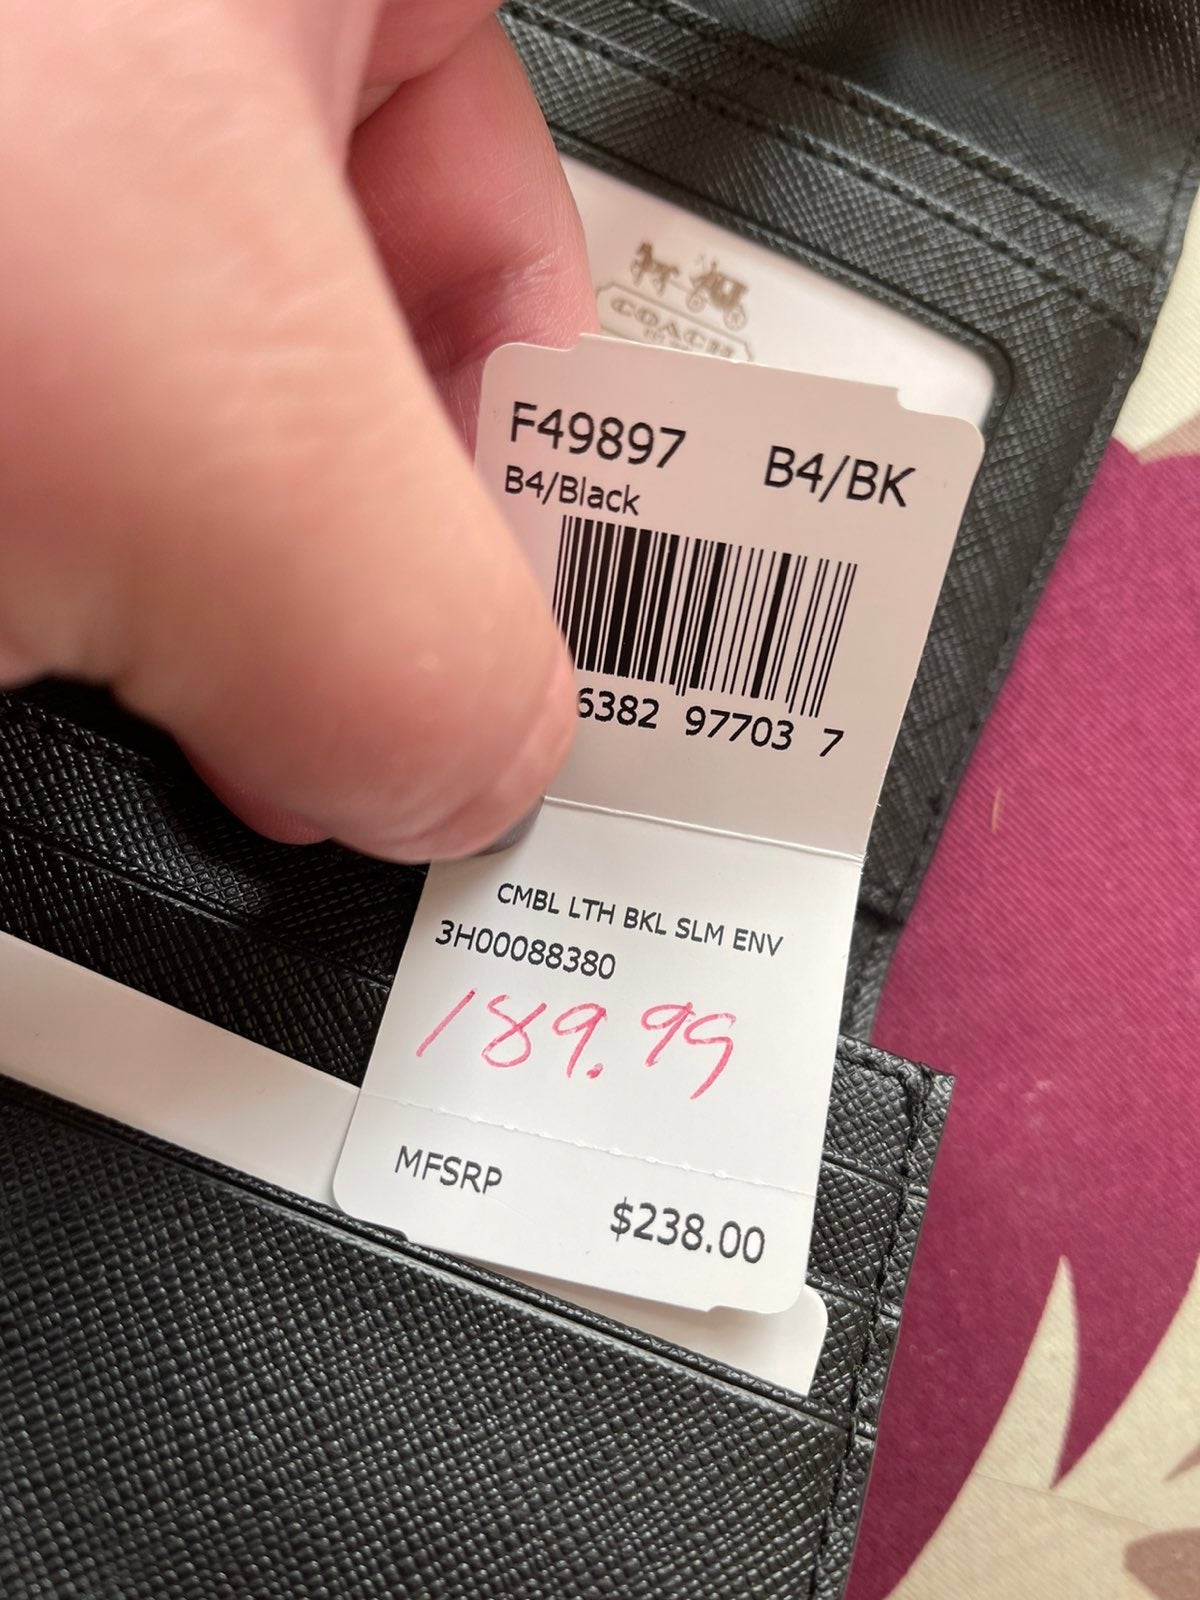 COACH
F49897 B4/BK
B4/Black
6382 97703 7
CMBL LTH BKL SLM ENV
3H00088380
189.99
MFSRP
$238.00